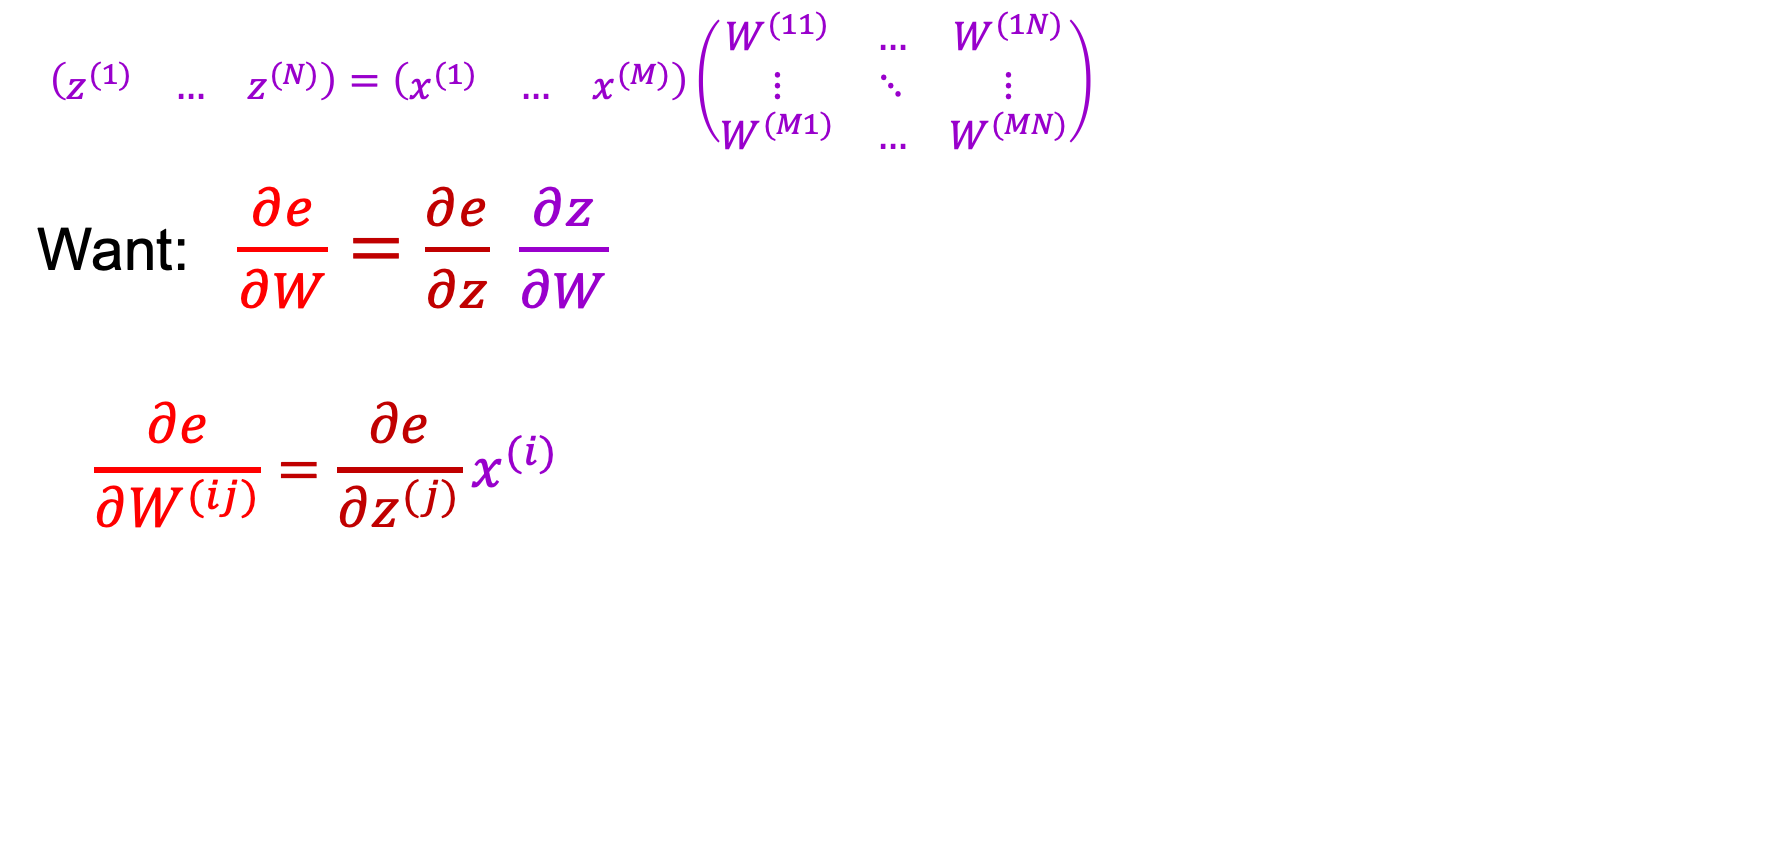 (z^(1) … z^(N)) = (x^(1) … x^(M)) (W^(11) … W^(1N) ⋮ ⋱ ⋮ W^(M1) … W^(MN))
Want: ∂e/∂W = ∂e/∂z ∂z/∂W
∂e/∂W^(ij) = ∂e/∂z^(j) x^(i)